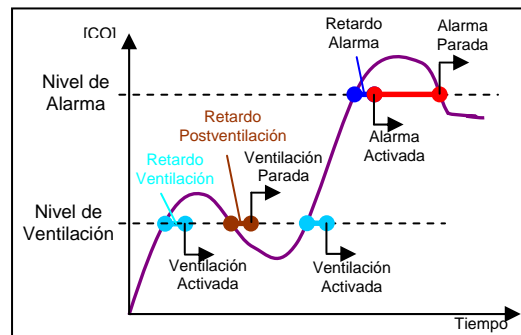 [CO]
Retardo
Alarma
Alarma
Parada
Nivel de
Alarma
Retardo
Postventilación
Alarma
Activada
Retardo
Ventilación
Ventilación
Parada
Nivel de
Ventilación
Ventilación
Activada
Ventilación
Activada
Tiempo